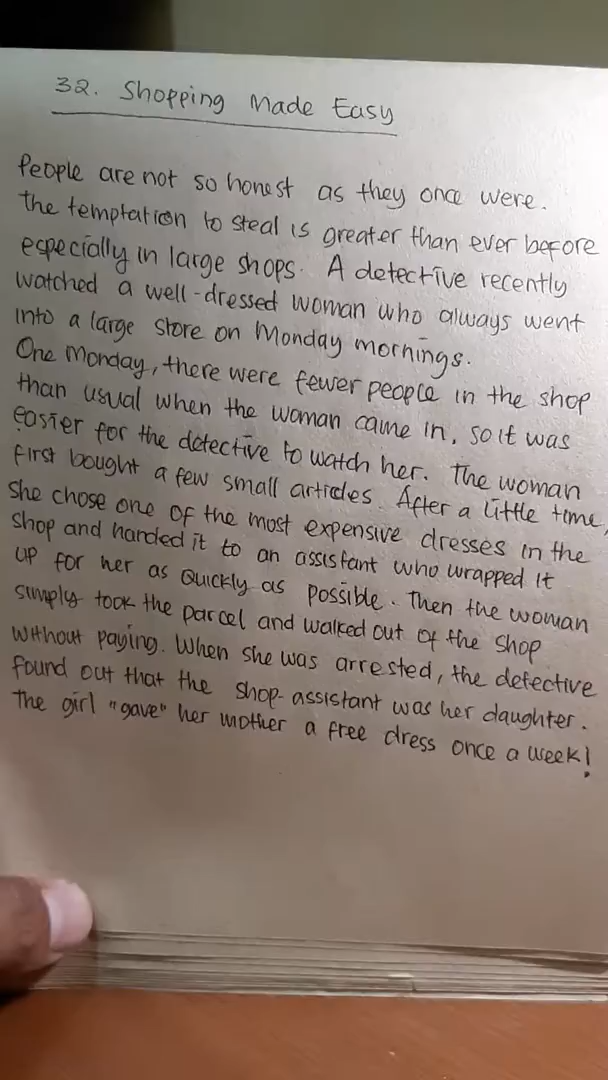 32. Shopping Made Easy
People are not so honest as they once were.
the temptation to steal is greater than ever before
especially in large shops. A detective recently
watched a well-dressed woman who always went
into a large store on Monday mornings.
One Monday, there were fewer people in the shop
than usual when the woman came in, so it was
easier for the detective to watch her. The woman
first bought a few small articles. After a little time,
she chose one of the most expensive dresses in the
shop and handed it to an assistant who wrapped it
up for her as quickly as possible. Then the woman
simply took the parcel and walked out of the shop
without paying. When she was arrested, the detective
found out that the shop-assistant was her daughter.
The girl "gave" her mother a free dress once a week!